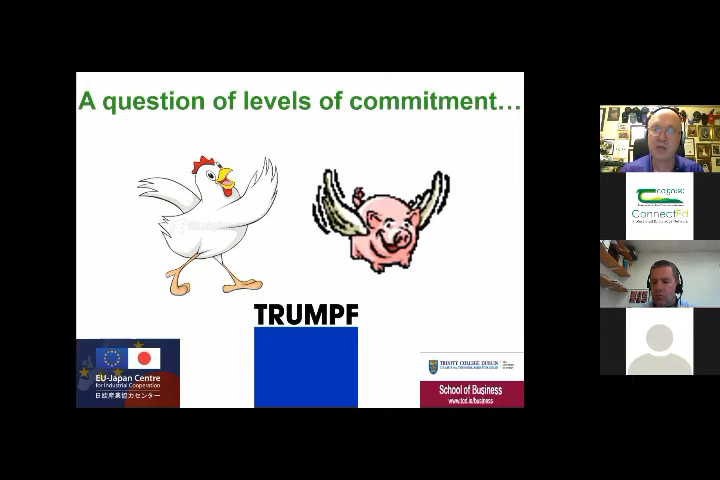 A question of levels of commitment…
TRUMPF
EU-Japan Centre
for Industrial Cooperation
日欧産業協力センター
TRINITY COLLEGE DUBLIN
School of Business
www.tcd.ie/business
ConnectEd